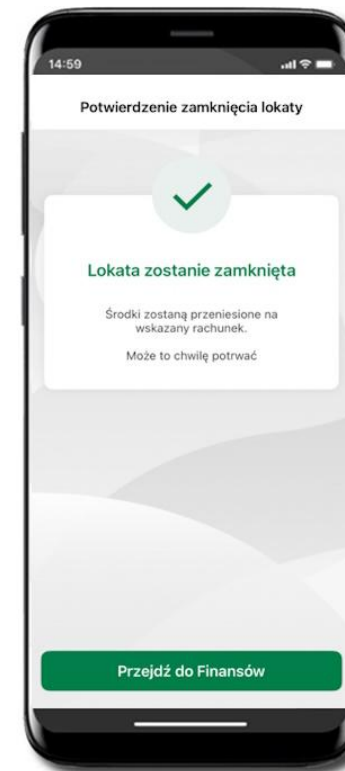 14:59
Potwierdzenie zamknięcia lokaty
Lokata zostanie zamknięta
Środki zostaną przeniesione na
wskazany rachunek.
Może to chwilę potrwać
Przejdź do Finansów